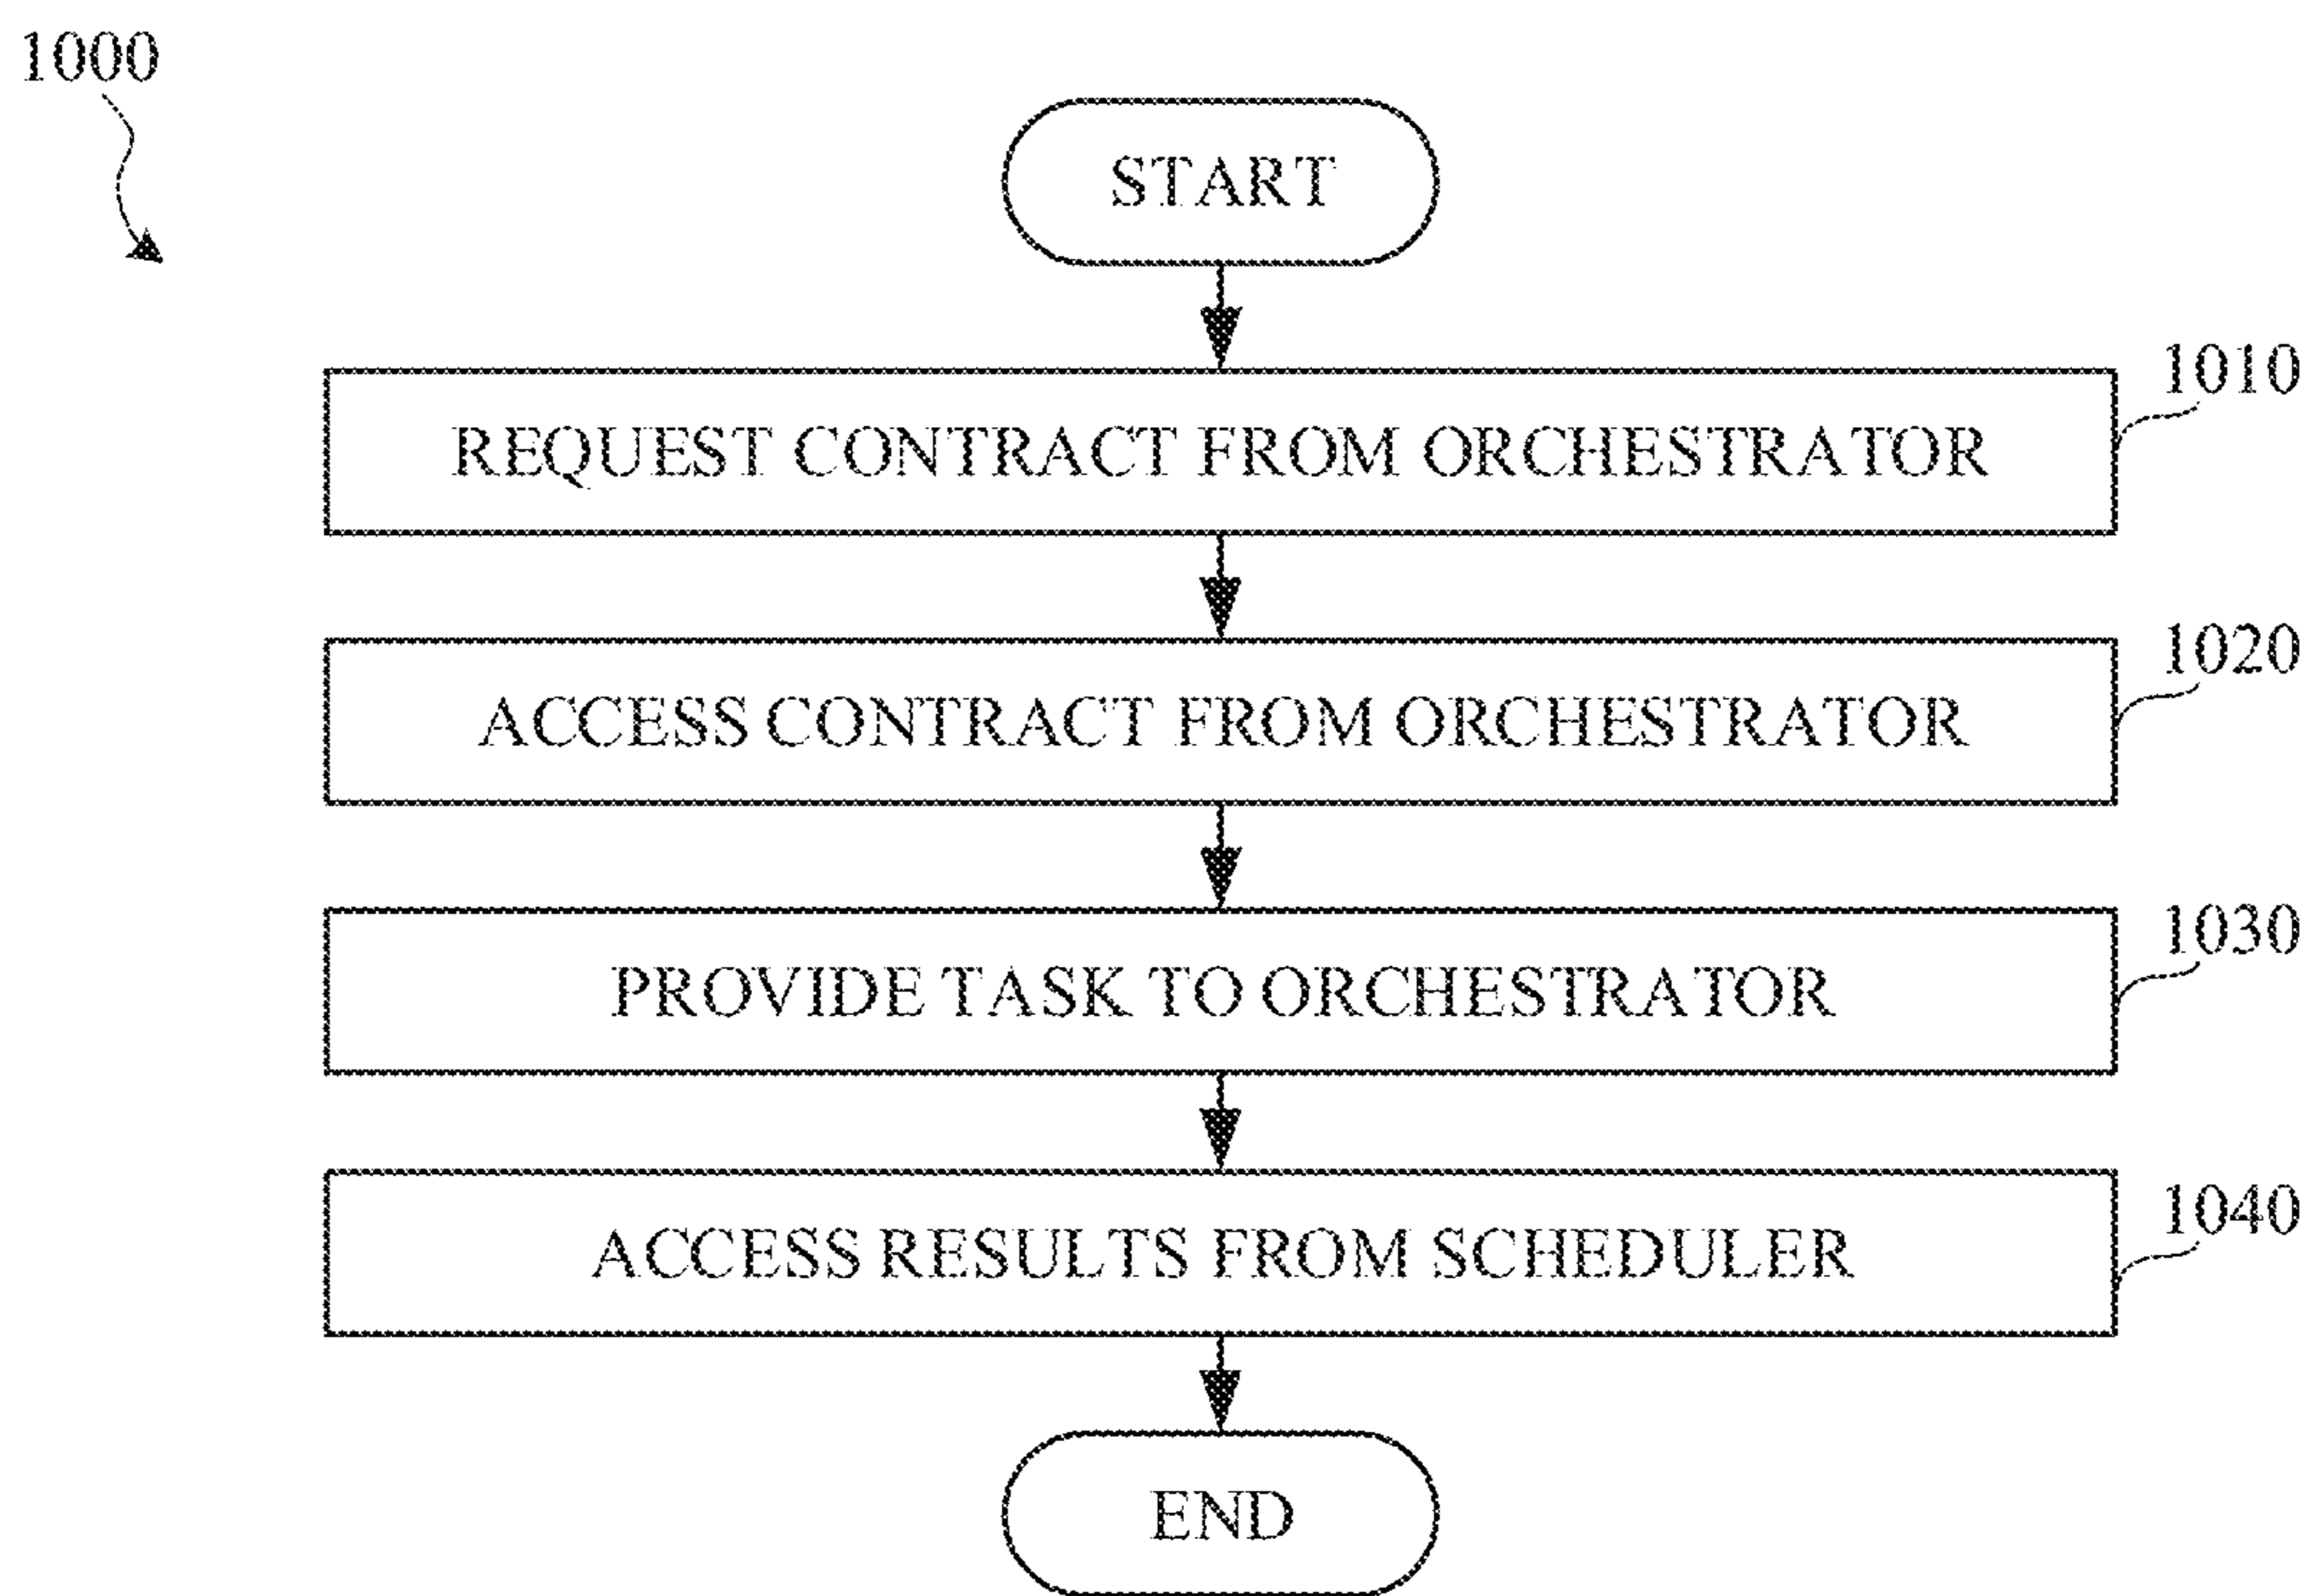 1000
START
1010
REQUEST CONTRACT FROM ORCHESTRATOR
1020
ACCESS CONTRACT FROM ORCHESTRATOR
1030
PROVIDE TASK TO ORCHESTRATOR
1040
ACCESS RESULTS FROM SCHEDULER
END